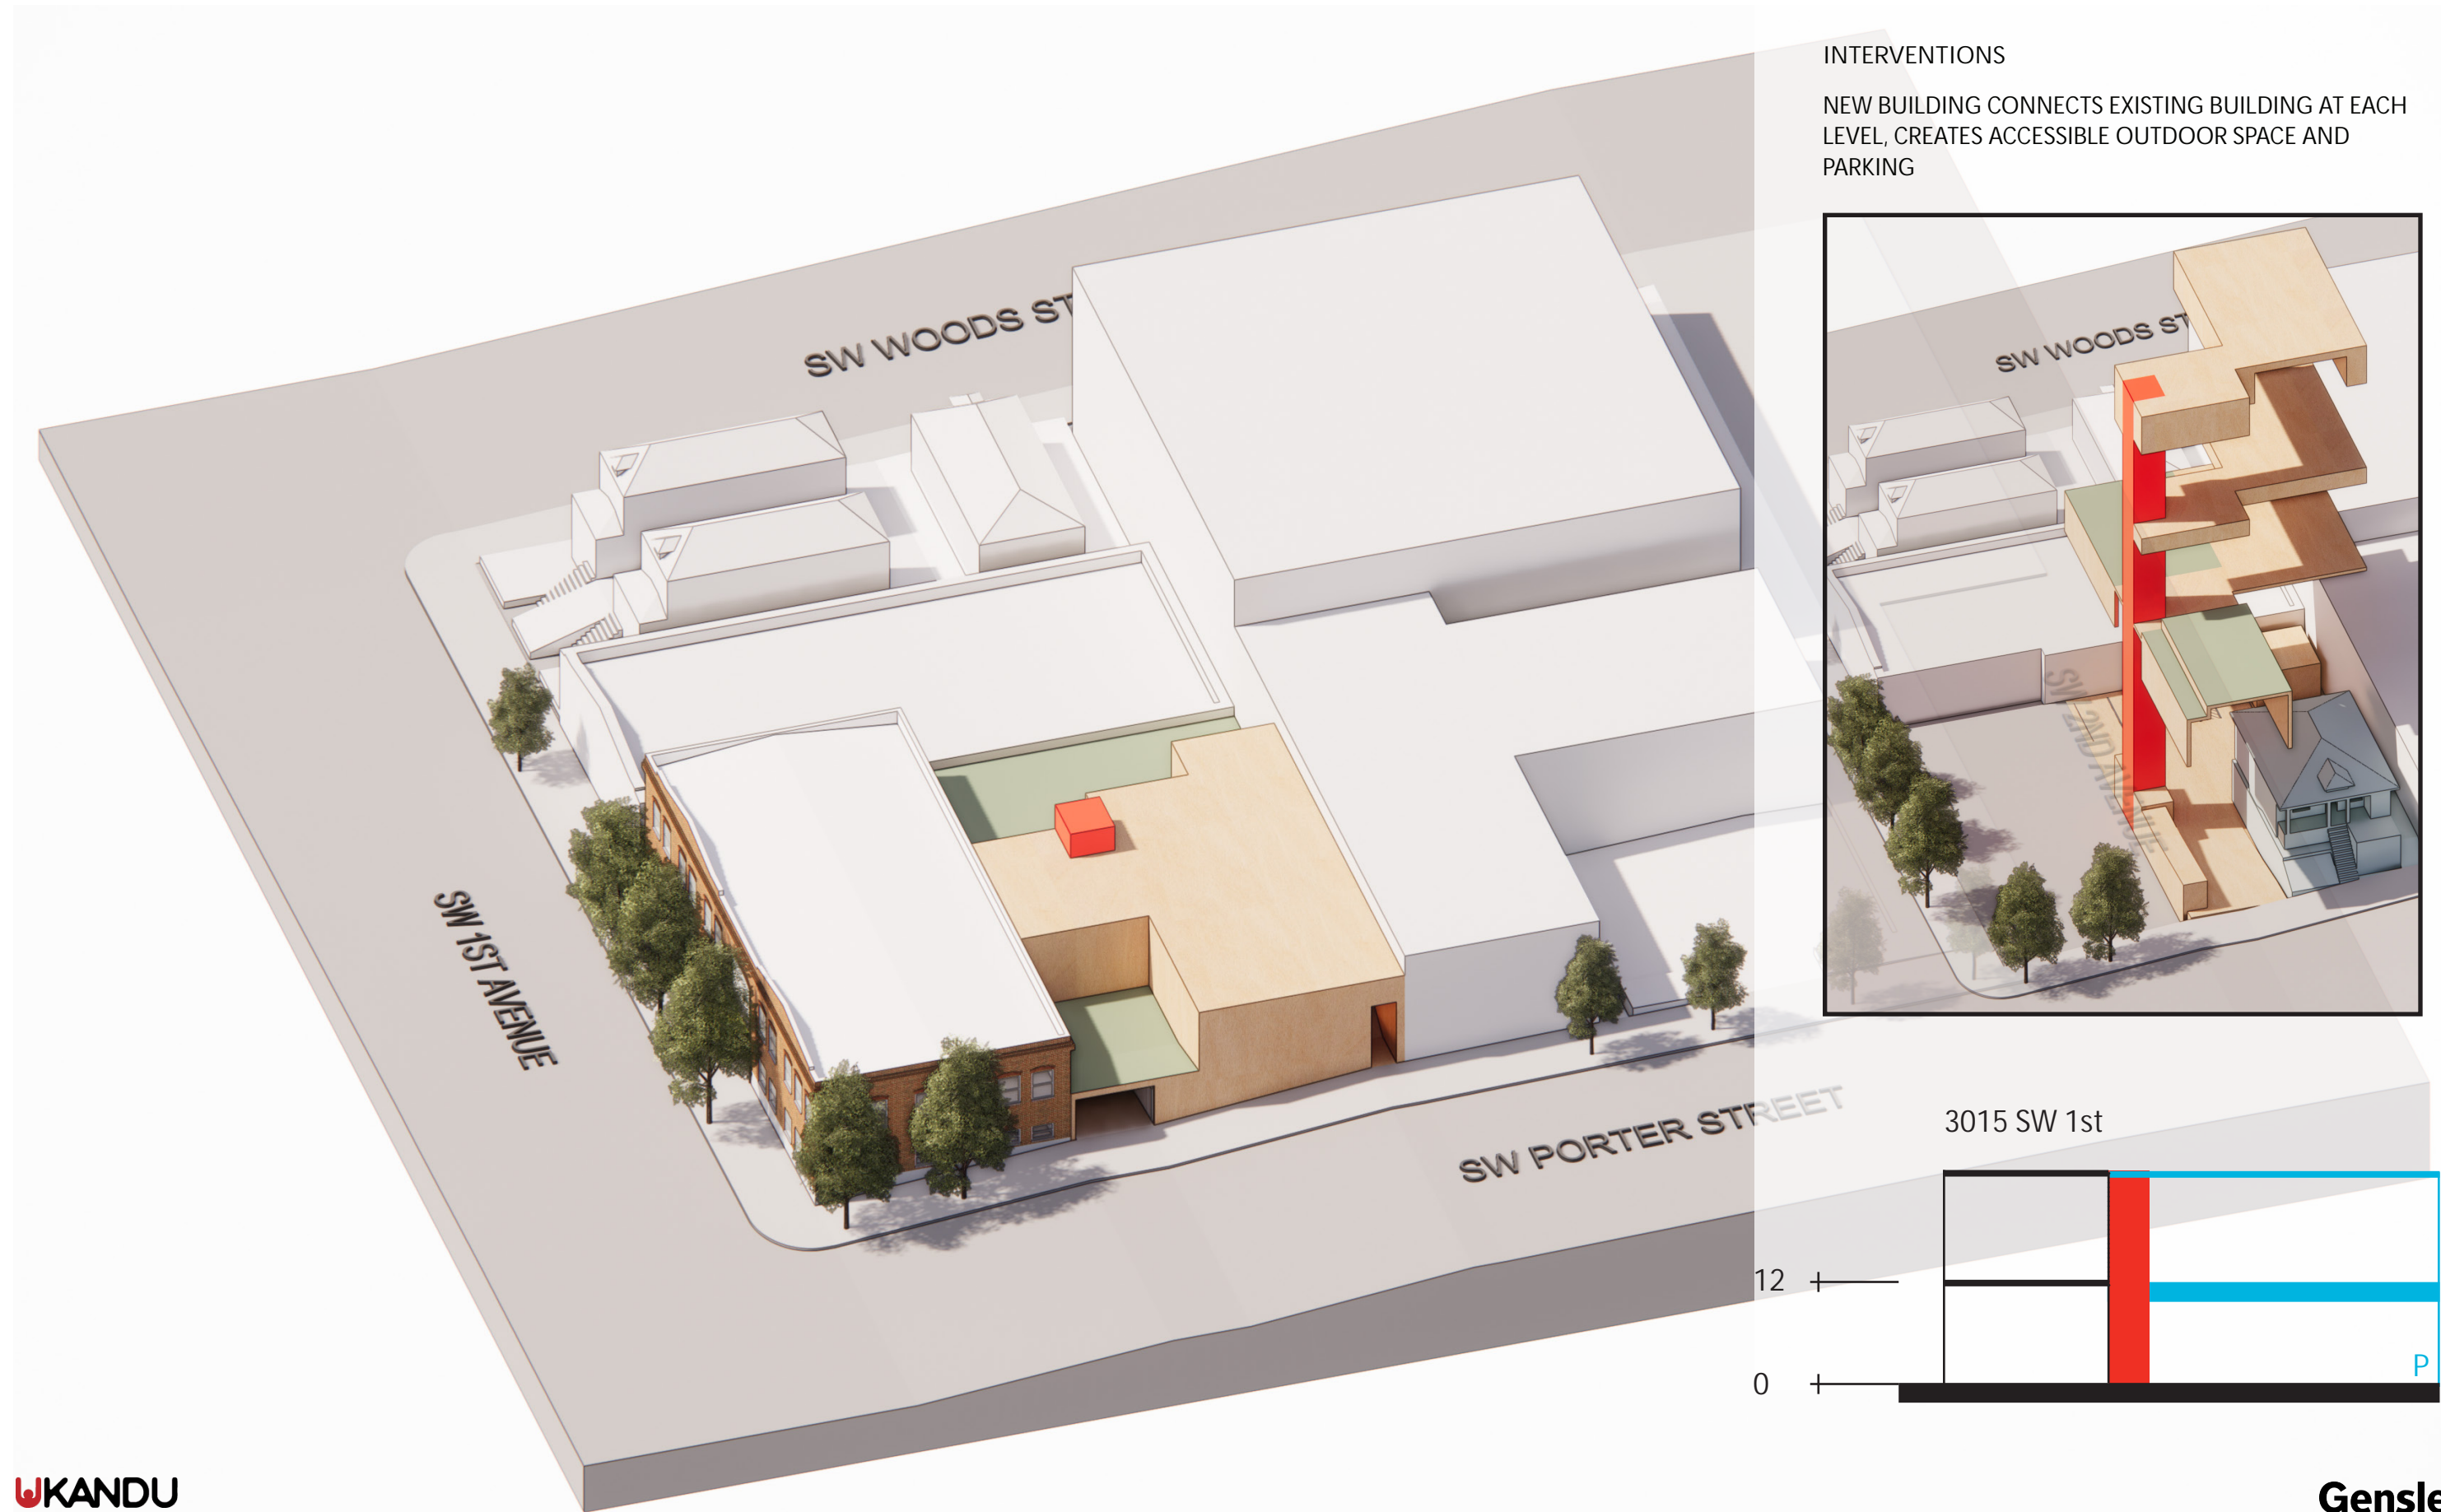 INTERVENTIONS
NEW BUILDING CONNECTS EXISTING BUILDING AT EACH
LEVEL, CREATES ACCESSIBLE OUTDOOR SPACE AND
PARKING
SW WOODS ST
SW WOODS ST
SW 2ND AVENUE
SW 1ST AVENUE
SW PORTER STREET
3015 SW 1st
12
0
P
UKANDU
Gensle